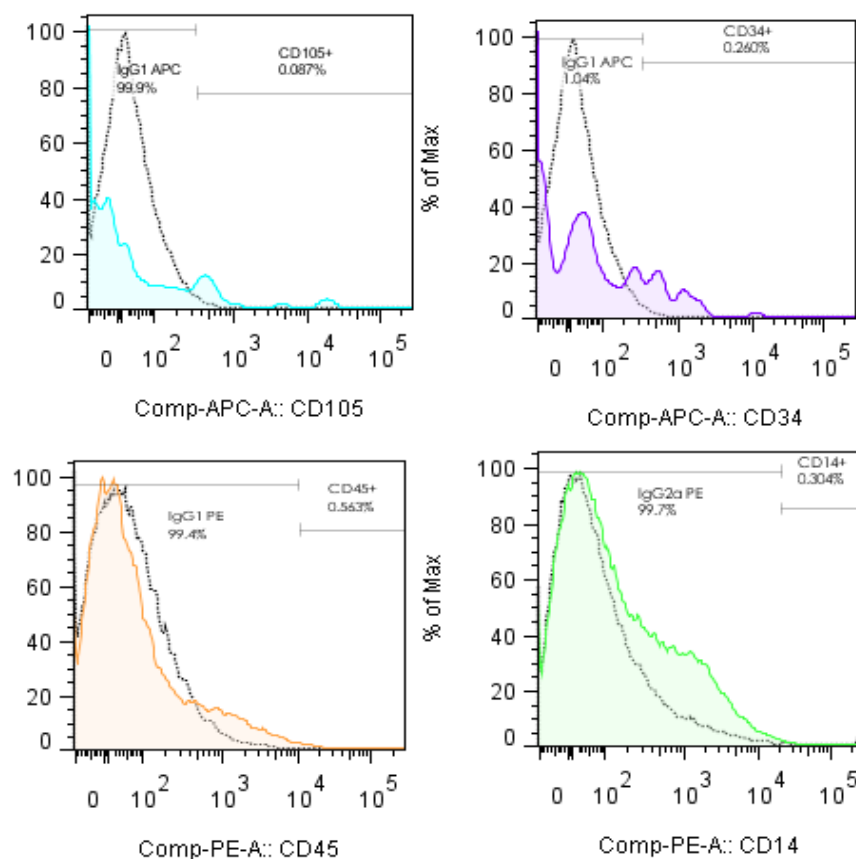 100
80
60
40
20
0
IgG1 APC
99.9%
CD105+
0.087%
0 10^2 10^3 10^4 10^5
Comp-APC-A:: CD105
% of Max
100
80
60
40
20
0
IgG1 APC
1.04%
CD34+
0.260%
0 10^2 10^3 10^4 10^5
Comp-APC-A:: CD34
100
80
60
40
20
0
IgG1 PE
99.4%
CD45+
0.563%
0 10^2 10^3 10^4 10^5
Comp-PE-A:: CD45
% of Max
100
80
60
40
20
0
IgG2a PE
99.7%
CD14+
0.304%
0 10^2 10^3 10^4 10^5
Comp-PE-A:: CD14